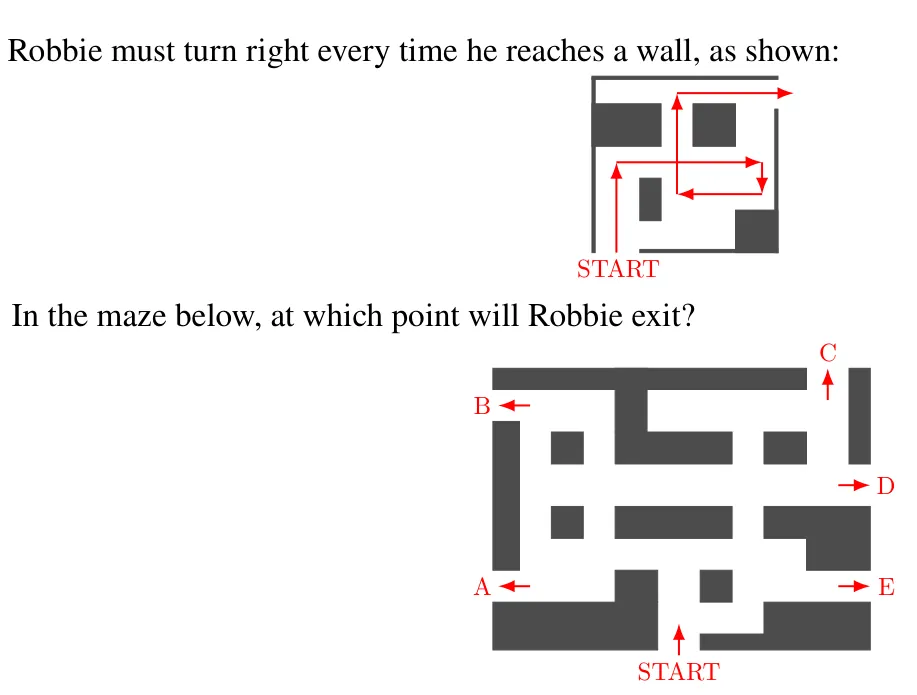 Robbie must turn right every time he reaches a wall, as shown:
START
In the maze below, at which point will Robbie exit?
C
B
D
A
E
START